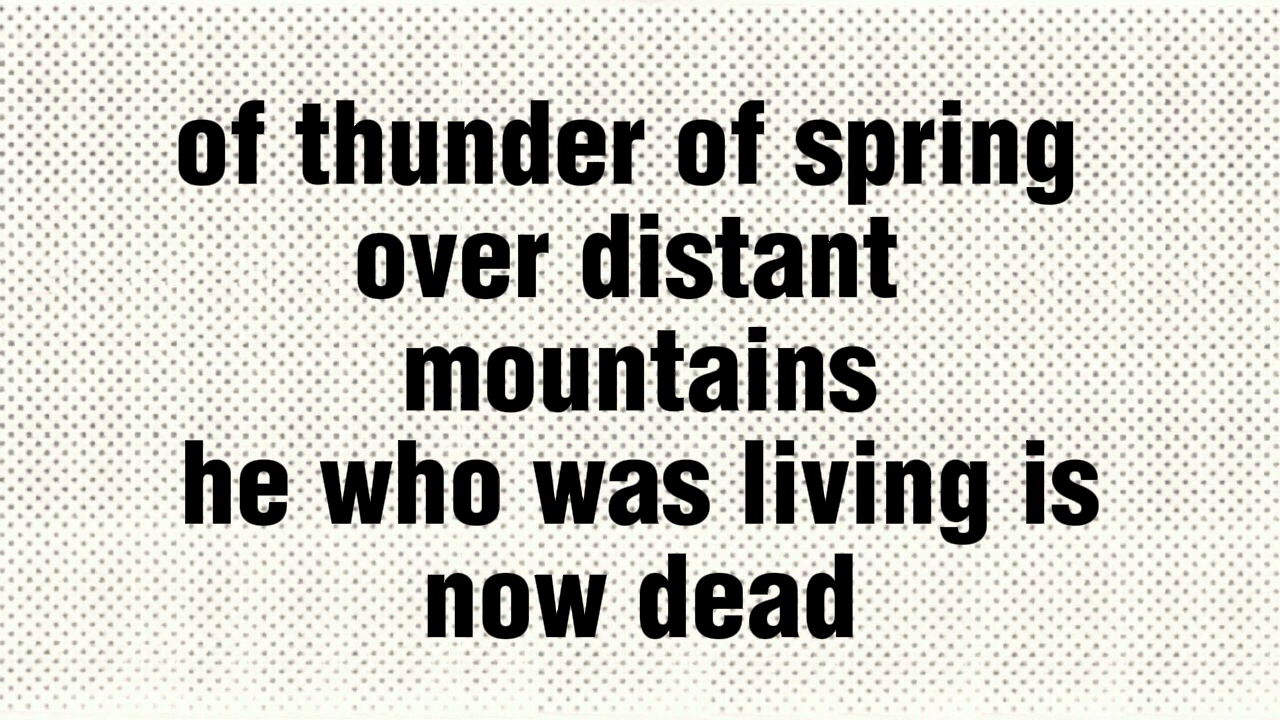 of thunder of spring
over distant
mountains
he who was living is
now dead